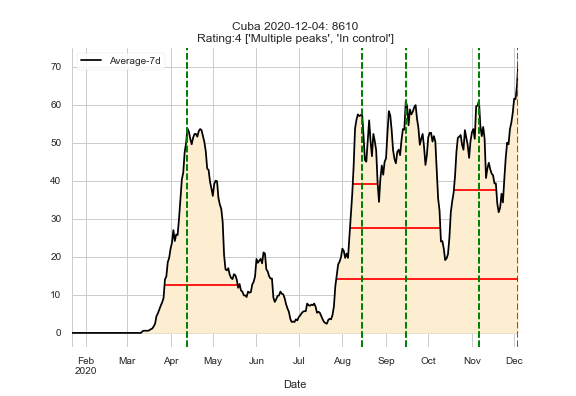 Cuba 2020-12-04: 8610
Rating:4 ['Multiple peaks', 'In control']
Average-7d
70
60
50
40
30
20
10
0
Feb Mar Apr May Jun Jul Aug Sep Oct Nov Dec
2020
Date